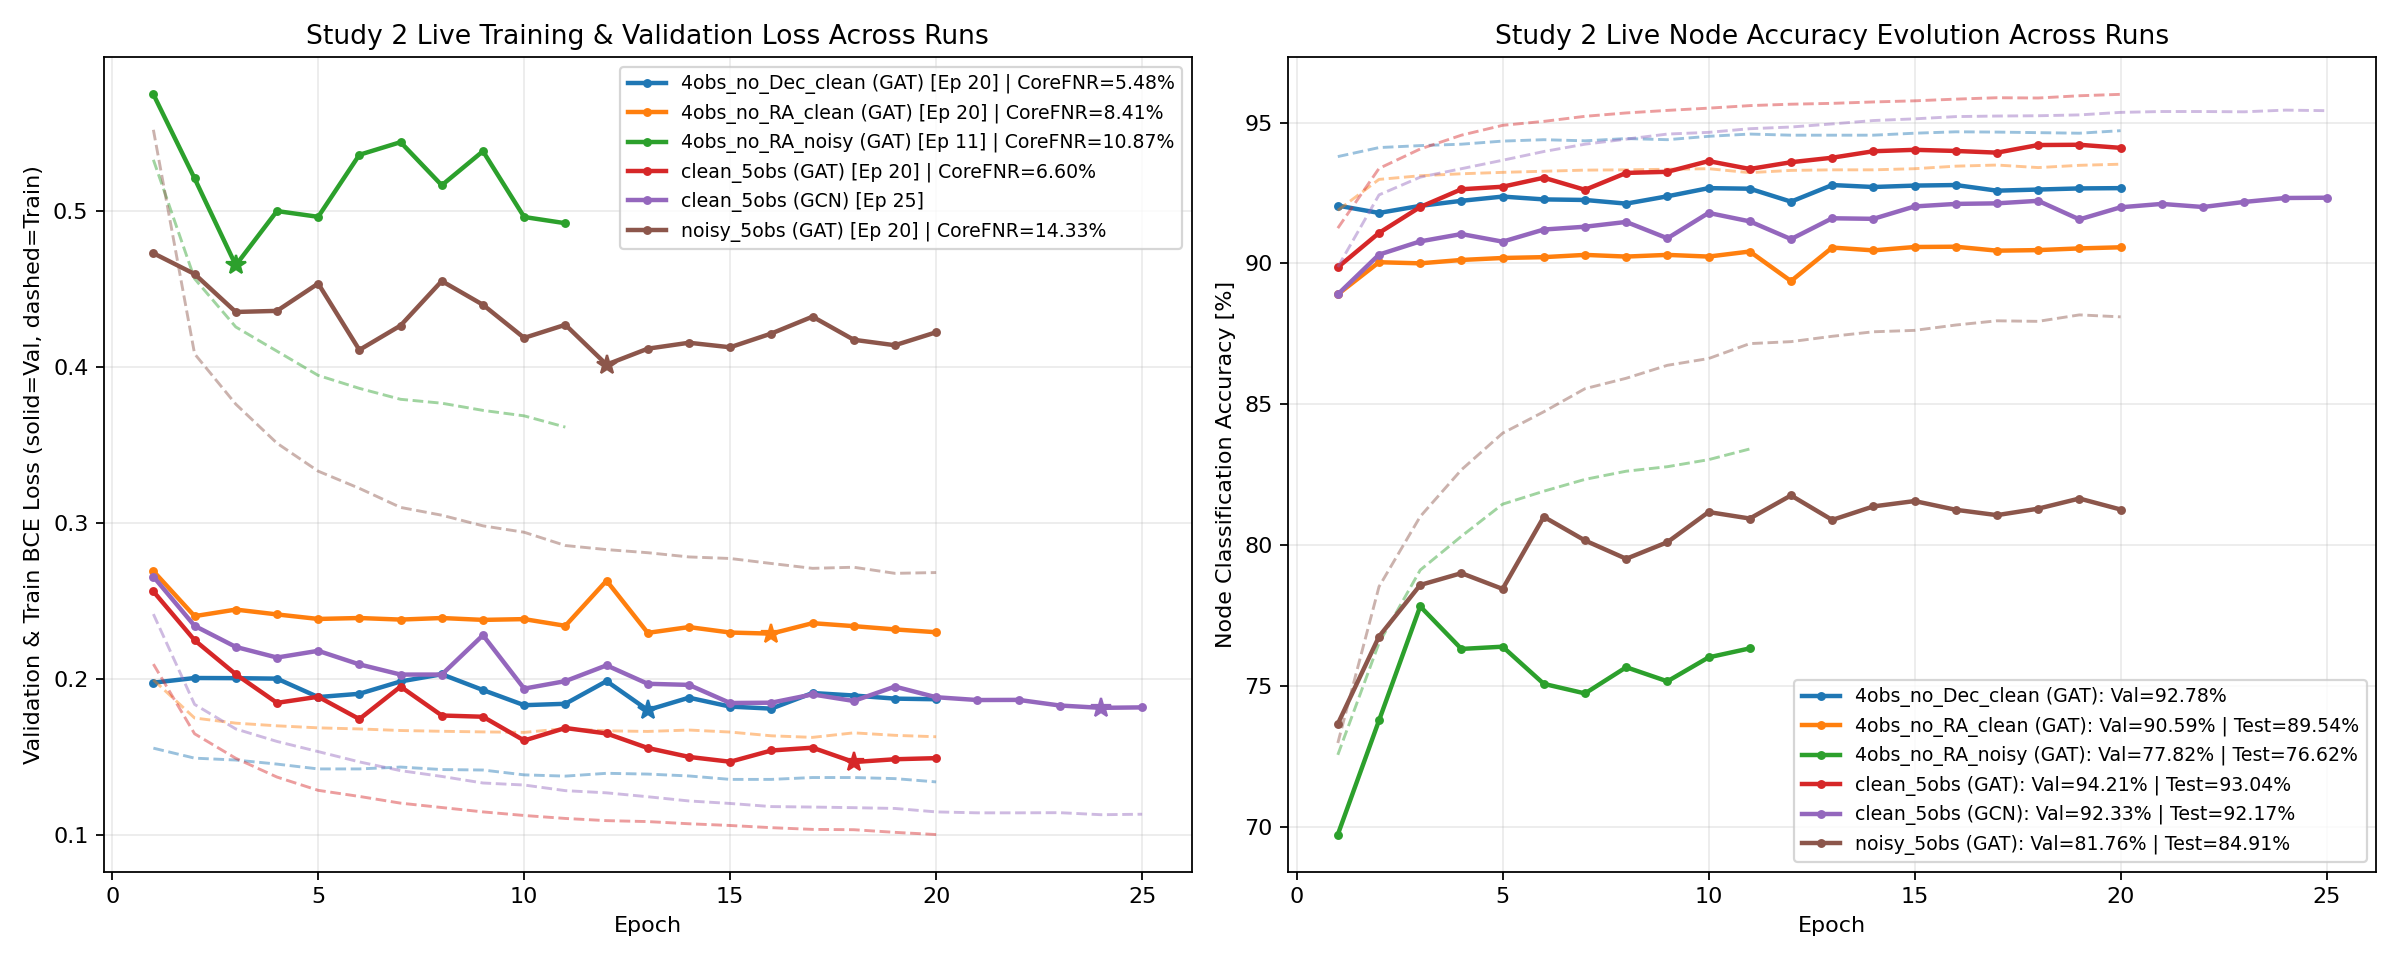 Study 2 Live Training & Validation Loss Across Runs
Validation & Train BCE Loss (solid=Val, dashed=Train)
0.5
0.4
0.3
0.2
0.1
4obs_no_Dec_clean (GAT) [Ep 20] | CoreFNR=5.48%
4obs_no_RA_clean (GAT) [Ep 20] | CoreFNR=8.41%
4obs_no_RA_noisy (GAT) [Ep 11] | CoreFNR=10.87%
clean_5obs (GAT) [Ep 20] | CoreFNR=6.60%
clean_5obs (GCN) [Ep 25]
noisy_5obs (GAT) [Ep 20] | CoreFNR=14.33%
0 5 10 15 20 25
Epoch
Study 2 Live Node Accuracy Evolution Across Runs
Node Classification Accuracy [%]
95
90
85
80
75
70
4obs_no_Dec_clean (GAT): Val=92.78%
4obs_no_RA_clean (GAT): Val=90.59% | Test=89.54%
4obs_no_RA_noisy (GAT): Val=77.82% | Test=76.62%
clean_5obs (GAT): Val=94.21% | Test=93.04%
clean_5obs (GCN): Val=92.33% | Test=92.17%
noisy_5obs (GAT): Val=81.76% | Test=84.91%
0 5 10 15 20 25
Epoch